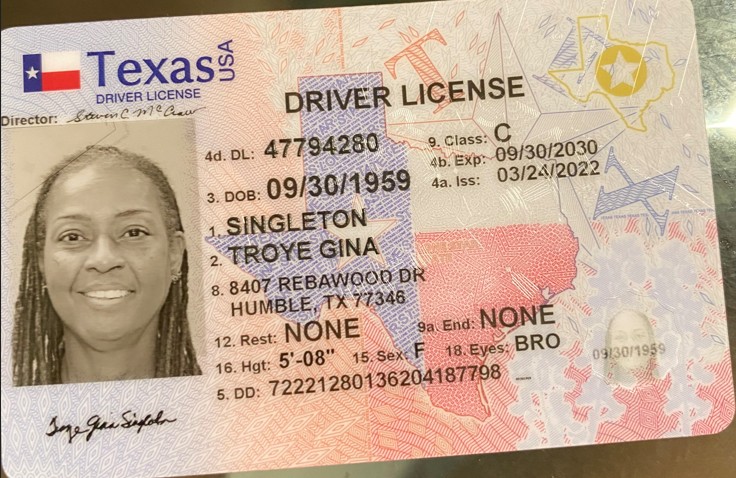 Texas USA
DRIVER LICENSE
Director: Steven C McCraw
DRIVER LICENSE
4d. DL: 47794280 9. Class: C
4b. Exp: 09/30/2030
3. DOB: 09/30/1959 4a. Iss: 03/24/2022
1. SINGLETON
2. TROYE GINA
8. 8407 REBAWOOD DR
HUMBLE, TX 77346
12. Rest: NONE 9a. End: NONE
16. Hgt: 5'-08" 15. Sex: F 18. Eyes: BRO
5. DD: 72221280136204187798
09/30/1959
Troye Gina Singleton